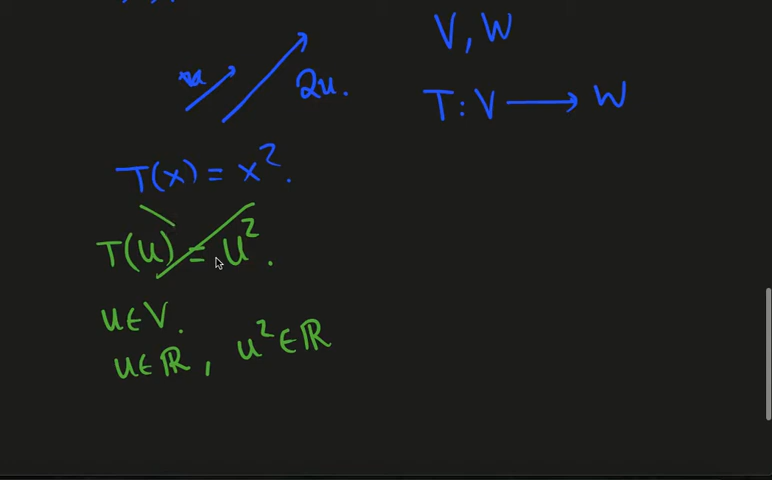 V, W
u
2u.
T : V ⟶ W
T(x) = x².
T(u) = u².
u ∈ V.
u ∈ ℝ, u² ∈ ℝ